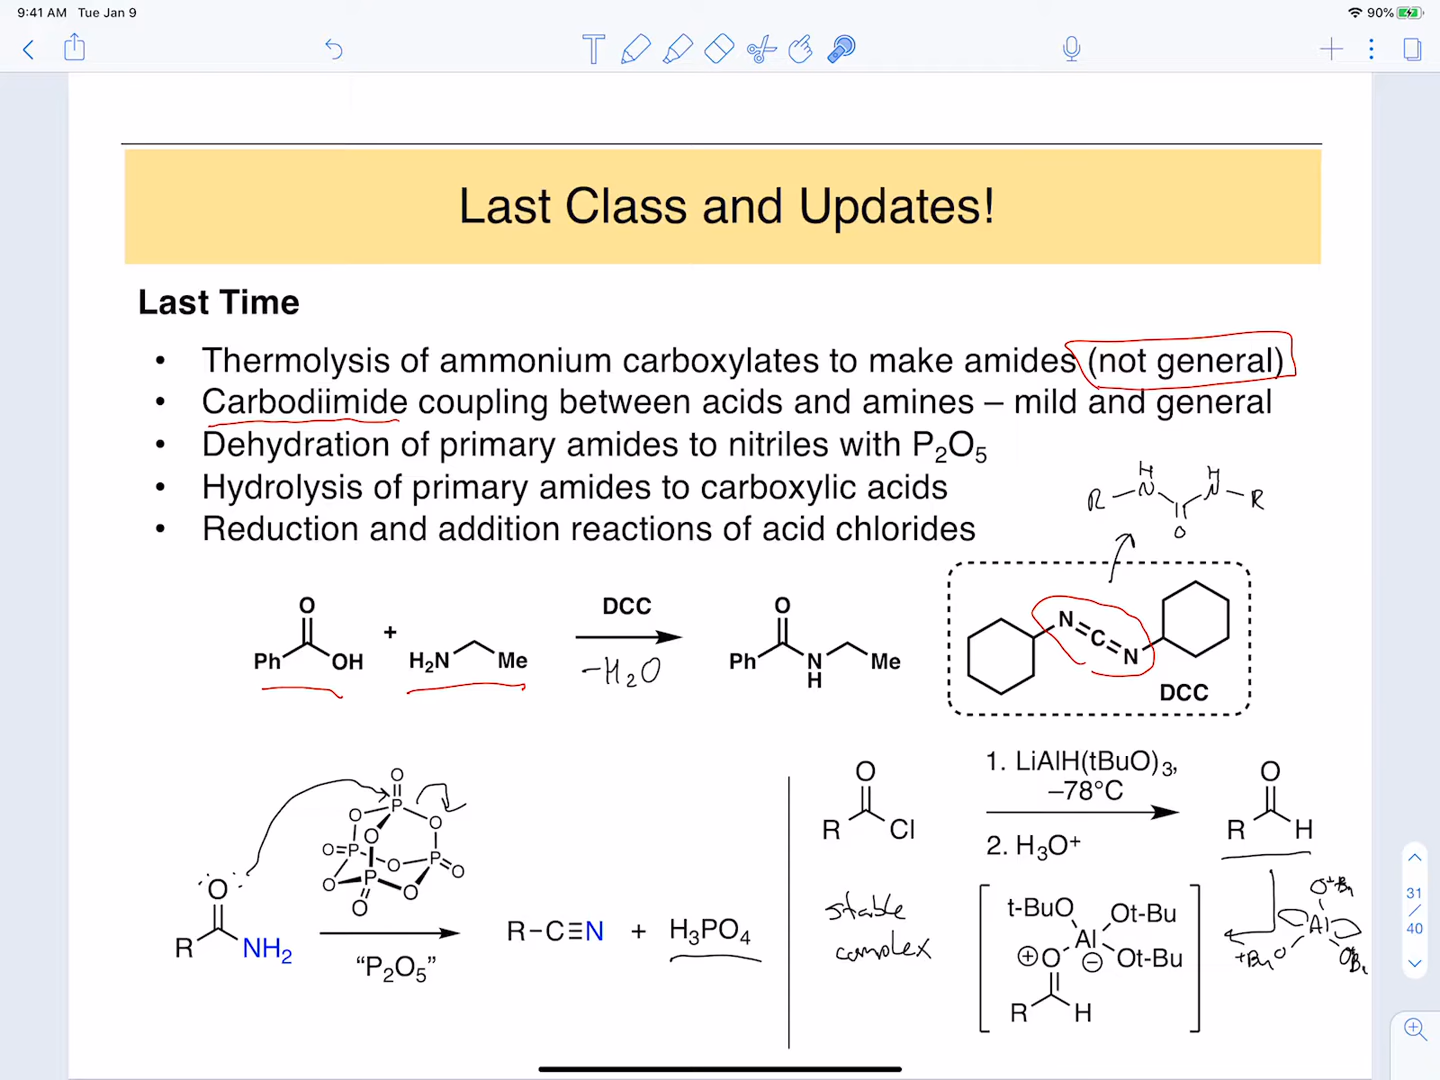 9:41 AM Tue Jan 9
90%
Last Class and Updates!
Last Time
• Thermolysis of ammonium carboxylates to make amides (not general)
• Carbodiimide coupling between acids and amines – mild and general
• Dehydration of primary amides to nitriles with P₂O₅
• Hydrolysis of primary amides to carboxylic acids
• Reduction and addition reactions of acid chlorides
H H
R N N R
O
O
Ph OH
+
H₂N Me
DCC
-H₂O
O
Ph N Me
H
N=C=N
DCC
O
R NH₂
O
P
O O
O
O=P P=O
O
O P O
O
"P₂O₅"
R-C≡N + H₃PO₄
O
R Cl
1. LiAlH(tBuO)₃,
–78°C
2. H₃O⁺
O
R H
stable
complex
t-BuO Ot-Bu
Al
⊕O ⊖ Ot-Bu
R H
OtBu
Al
tBuO OtBu
31
/
40